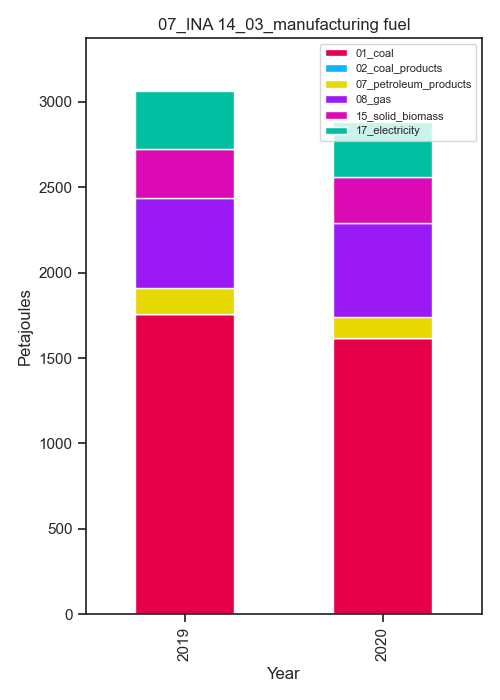 07_INA 14_03_manufacturing fuel
01_coal
02_coal_products
07_petroleum_products
08_gas
15_solid_biomass
17_electricity
3000
2500
2000
1500
1000
500
0
Petajoules
2019
2020
Year